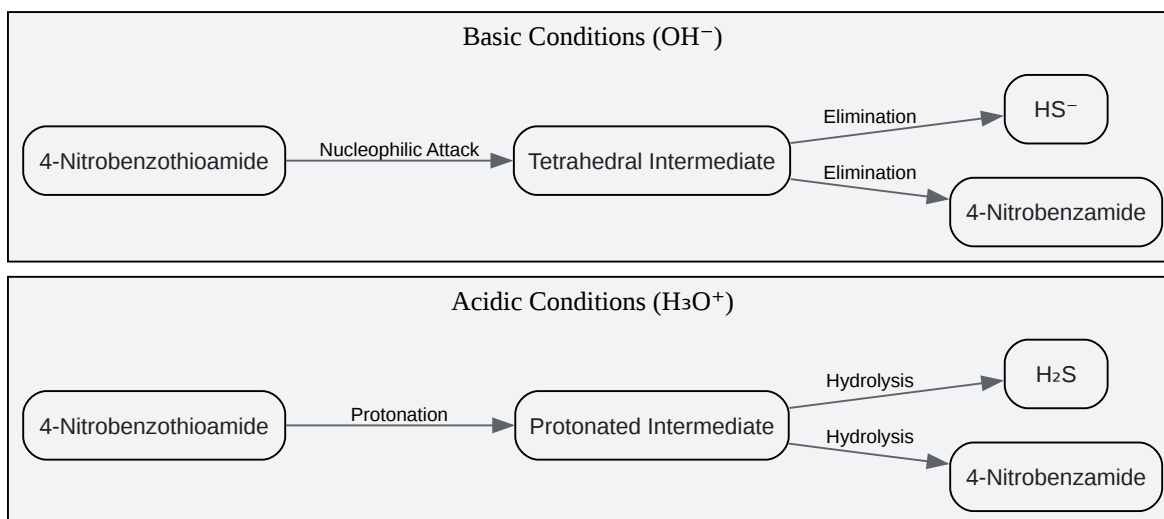 Basic Conditions (OH⁻)
4-Nitrobenzothioamide
Nucleophilic Attack
Tetrahedral Intermediate
Elimination
HS⁻
Elimination
4-Nitrobenzamide
Acidic Conditions (H₃O⁺)
4-Nitrobenzothioamide
Protonation
Protonated Intermediate
Hydrolysis
H₂S
Hydrolysis
4-Nitrobenzamide